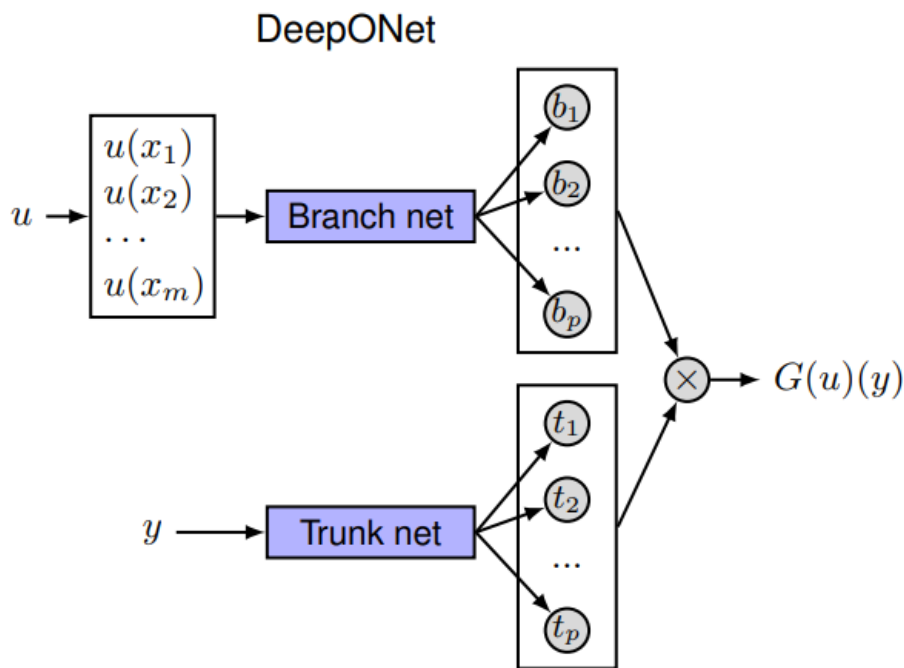 DeepONet
u
u(x₁)
u(x₂)
...
u(xₘ)
Branch net
b₁
b₂
...
bₚ
×
G(u)(y)
y
Trunk net
t₁
t₂
...
tₚ